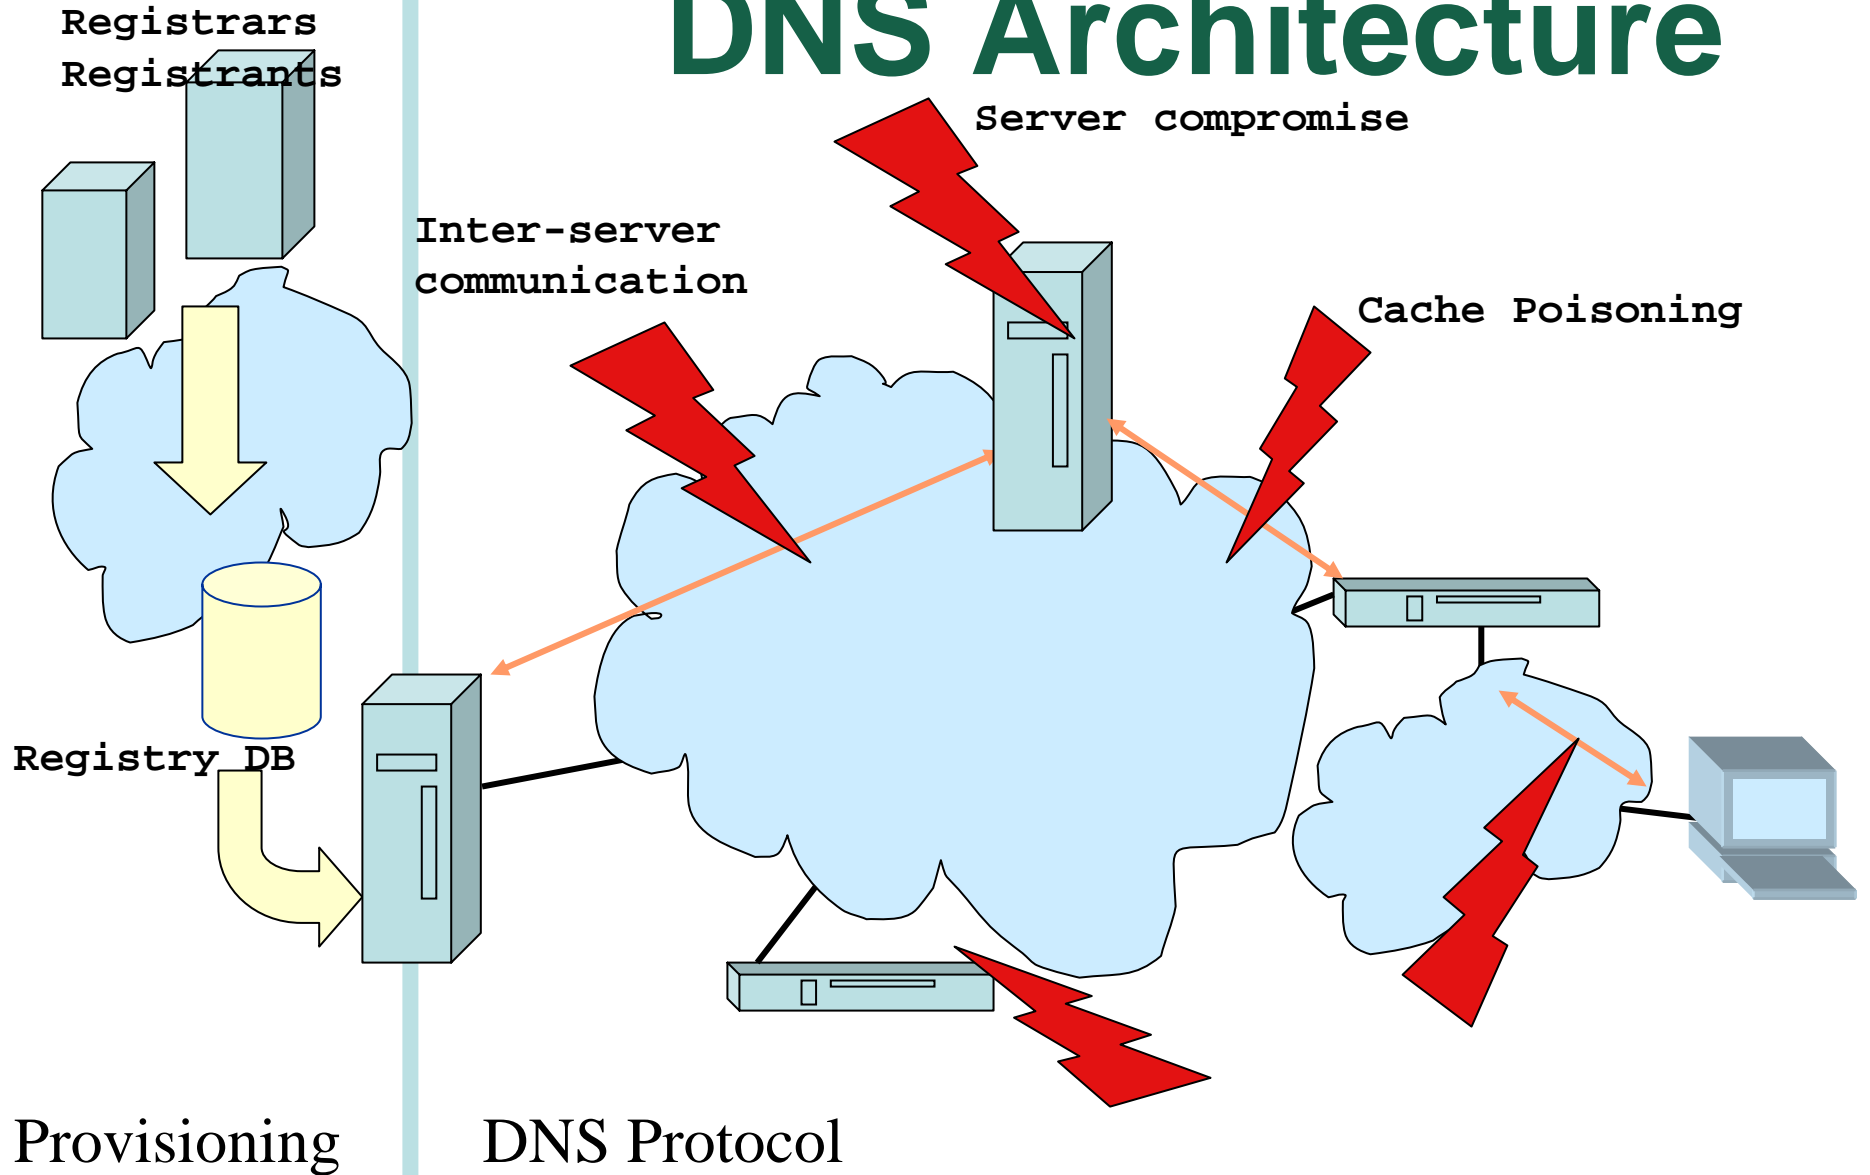 DNS Architecture
Registrars
Registrants
Server compromise
Inter-server
communication
Cache Poisoning
Registry DB
Provisioning
DNS Protocol